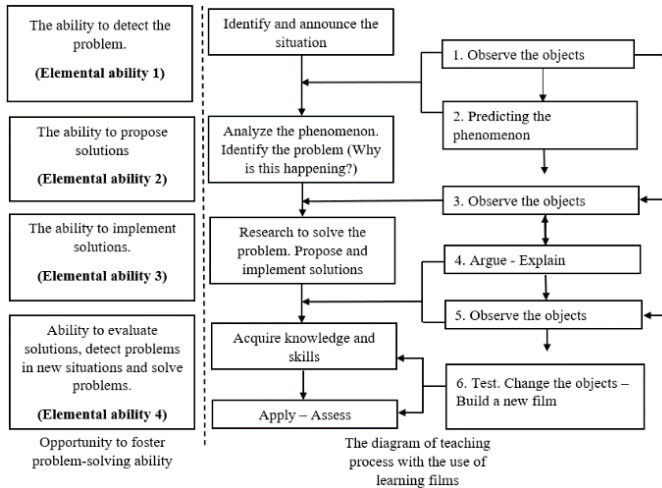 The ability to detect the
problem.
(Elemental ability 1)
The ability to propose
solutions
(Elemental ability 2)
The ability to implement
solutions.
(Elemental ability 3)
Ability to evaluate
solutions, detect problems
in new situations and solve
problems.
(Elemental ability 4)
Opportunity to foster
problem-solving ability
Identify and announce the
situation
Analyze the phenomenon.
Identify the problem (Why
is this happening?)
Research to solve the
problem. Propose and
implement solutions
Acquire knowledge and
skills
Apply – Assess
1. Observe the objects
2. Predicting the
phenomenon
3. Observe the objects
4. Argue - Explain
5. Observe the objects
6. Test. Change the objects –
Build a new film
The diagram of teaching
process with the use of
learning films